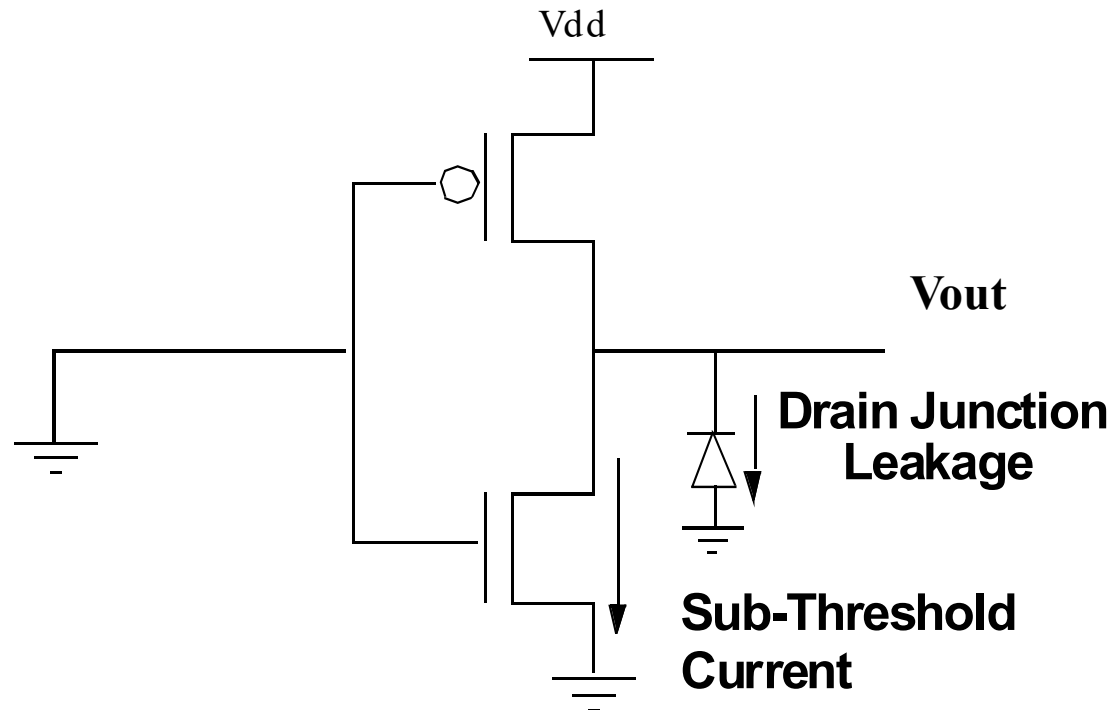 Vdd
Vout
Drain Junction
Leakage
Sub-Threshold
Current